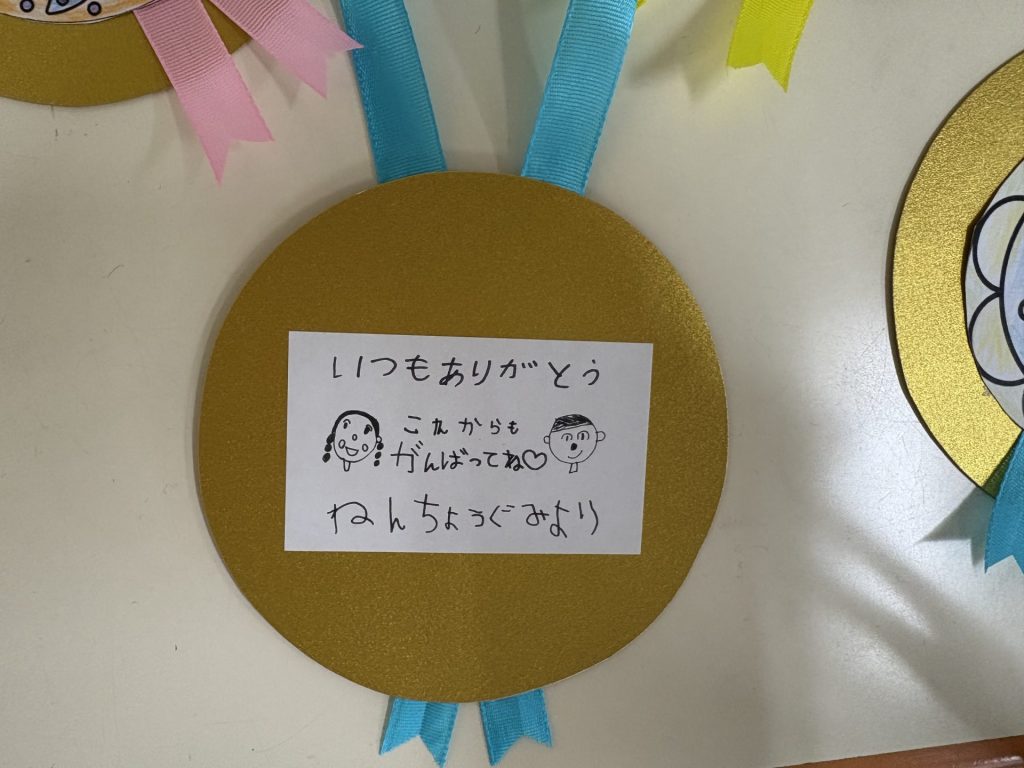 いつもありがとう
これからも
がんばってね♡
ねんちょうぐみより